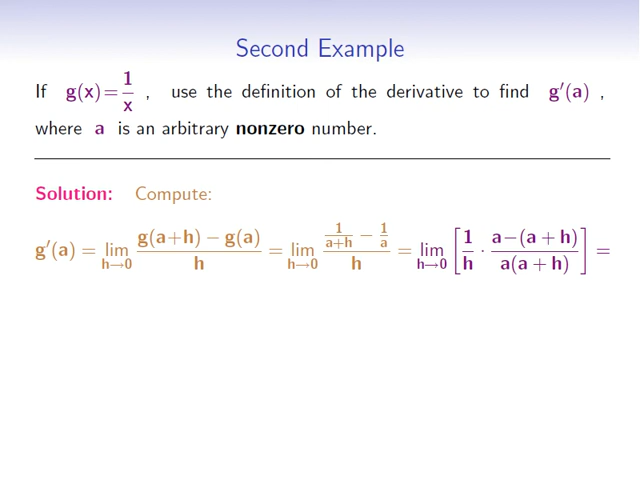 Second Example
If g(x)=1/x , use the definition of the derivative to find g′(a) ,
where a is an arbitrary nonzero number.
Solution: Compute:
g′(a) = lim_{h→0} (g(a+h) − g(a))/h = lim_{h→0} (1/(a+h) − 1/a)/h = lim_{h→0} [1/h · (a−(a + h))/(a(a + h))] =